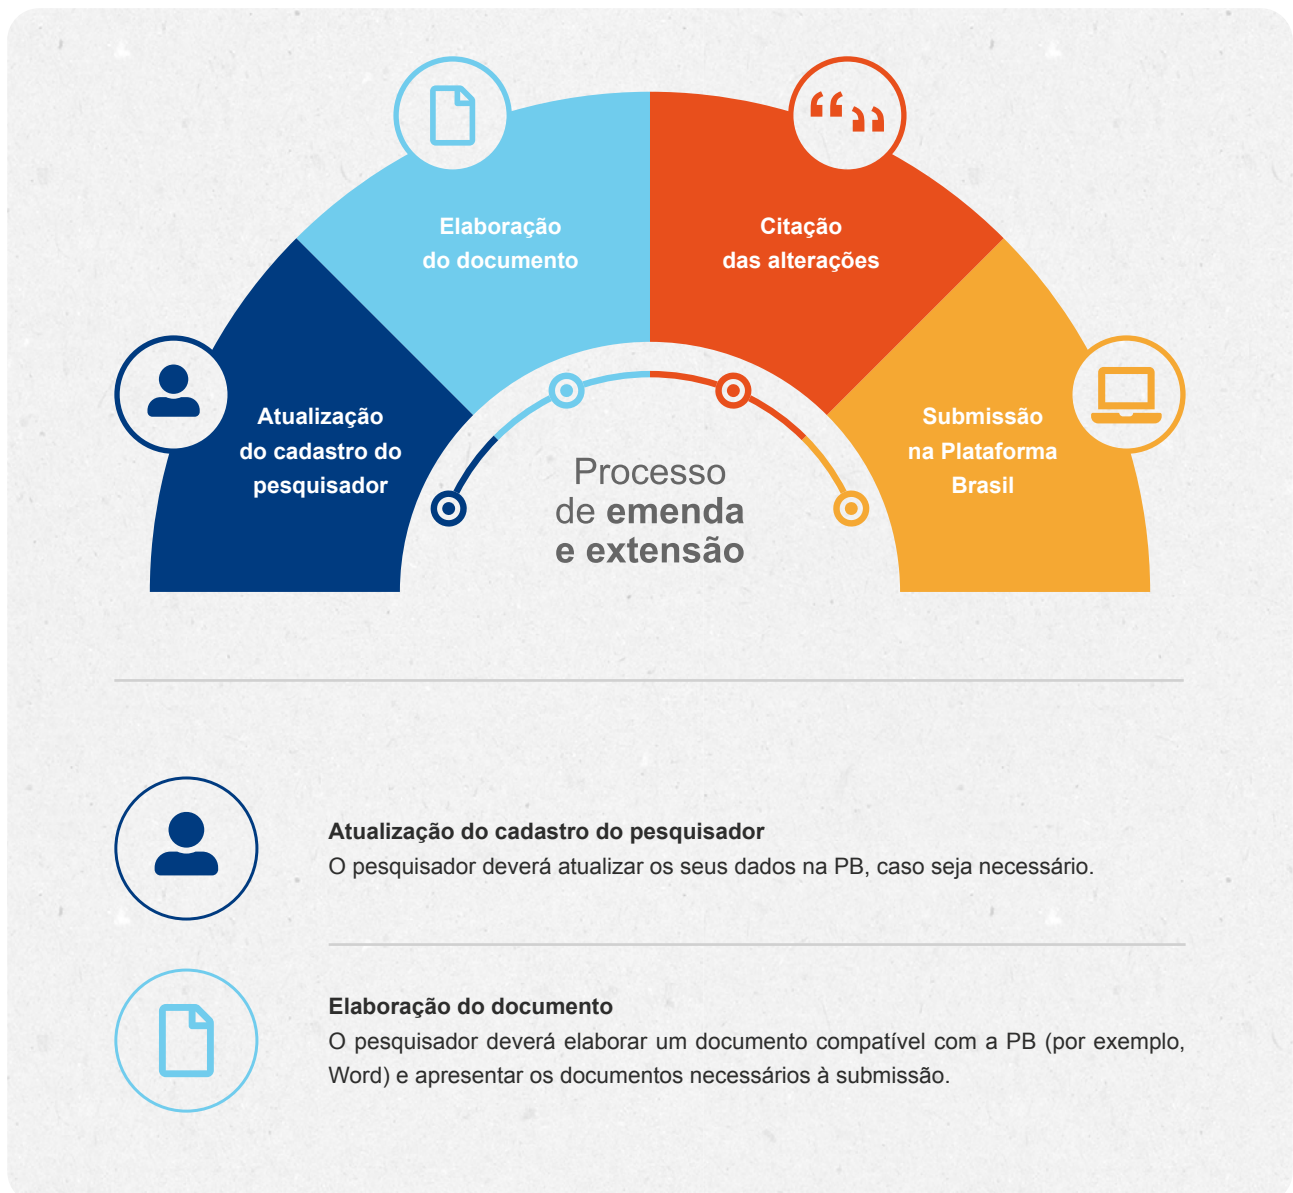 Elaboração
do documento
Citação
das alterações
Atualização
do cadastro do
pesquisador
Submissão
na Plataforma
Brasil
Processo
de emenda
e extensão
Atualização do cadastro do pesquisador
O pesquisador deverá atualizar os seus dados na PB, caso seja necessário.
Elaboração do documento
O pesquisador deverá elaborar um documento compatível com a PB (por exemplo,
Word) e apresentar os documentos necessários à submissão.